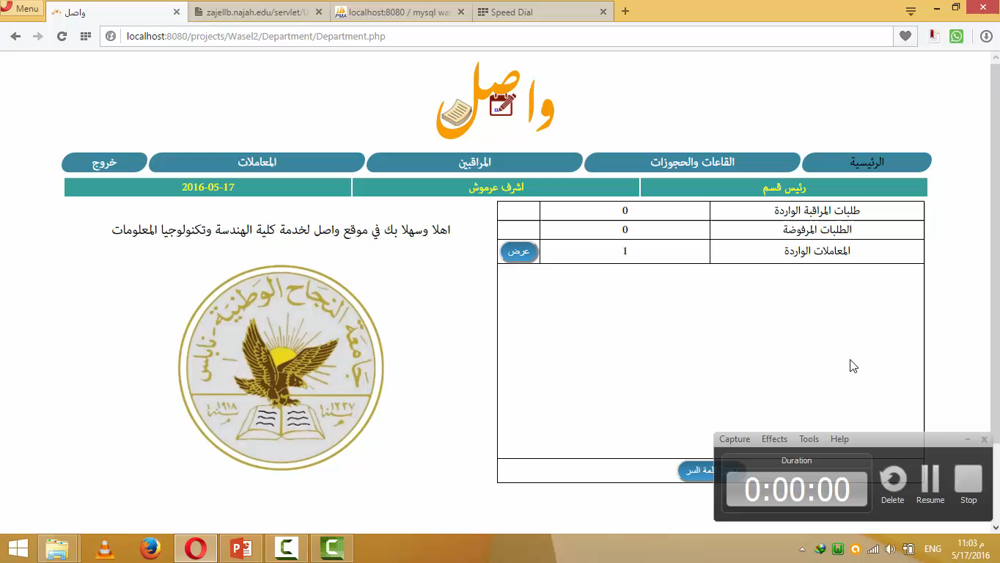 Menu
واصل
zajellb.najah.edu/servlet/U
localhost:8080 / mysql wa
Speed Dial
localhost:8080/projects/Wasel2/Department/Department.php
واصل
الرئيسية
القاعات والحجوزات
المراقبين
المعاملات
خروج
رئيس قسم
اشرف عرموش
2016-05-17
طلبات المراقبة الواردة 0
الطلبات المرفوضة 0
المعاملات الواردة 1 عرض
اهلا وسهلا بك في موقع واصل لخدمة كلية الهندسة وتكنولوجيا المعلومات
جامعة النجاح الوطنية - نابلس
سنة ١٣٣٧
سنة ١٩١٨ م
كلمة السر
Capture Effects Tools Help
Duration
0:00:00
Delete Resume Stop
ENG
11:03 م
5/17/2016